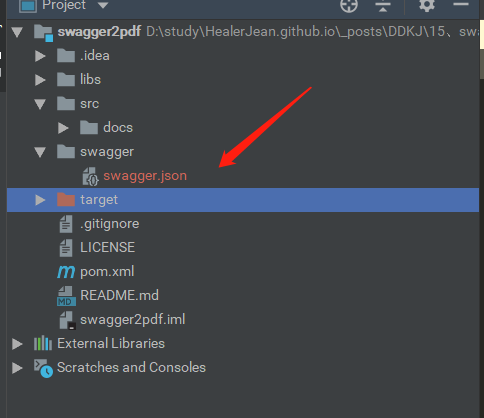 Project
swagger2pdf D:\study\HealerJean.github.io\_posts\DDKJ\15、swa
.idea
libs
src
docs
swagger
swagger.json
target
.gitignore
LICENSE
pom.xml
README.md
swagger2pdf.iml
External Libraries
Scratches and Consoles